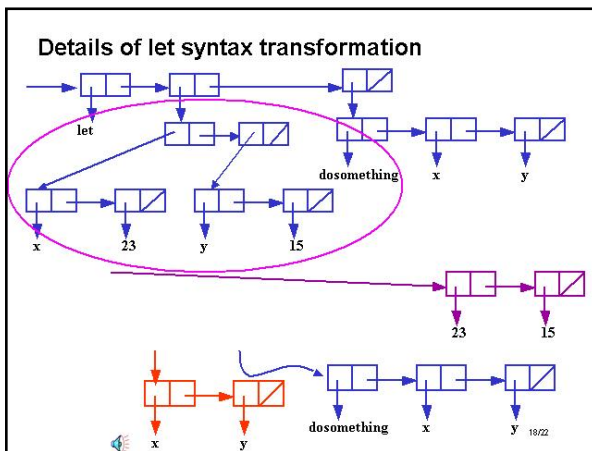 Details of let syntax transformation
let
dosomething x y
x 23 y 15
23 15
x y dosomething x y
18/22